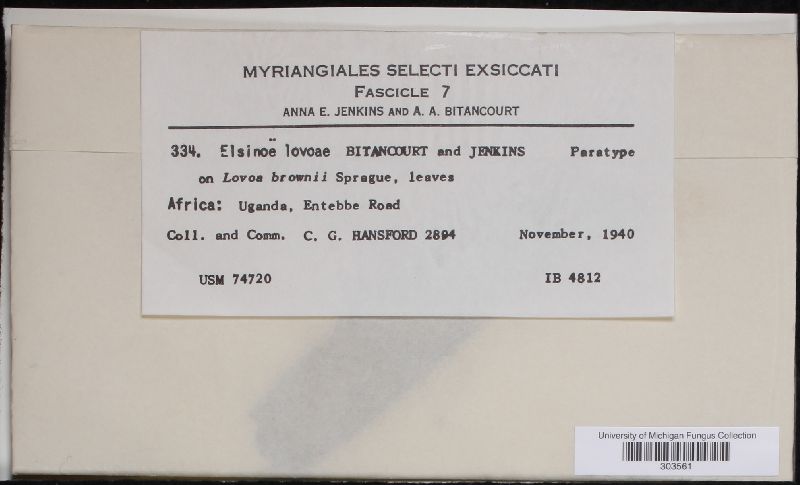 MYRIANGIALES SELECTI EXSICCATI
FASCICLE 7
ANNA E. JENKINS AND A. A. BITANCOURT
334. Elsinoë lovoae BITANCOURT and JENKINS Paratype
on Lovoa brownii Sprague, leaves
Africa: Uganda, Entebbe Road
Coll. and Comm. C. G. HANSFORD 2894 November, 1940
USM 74720 IB 4812
University of Michigan Fungus Collection
303561